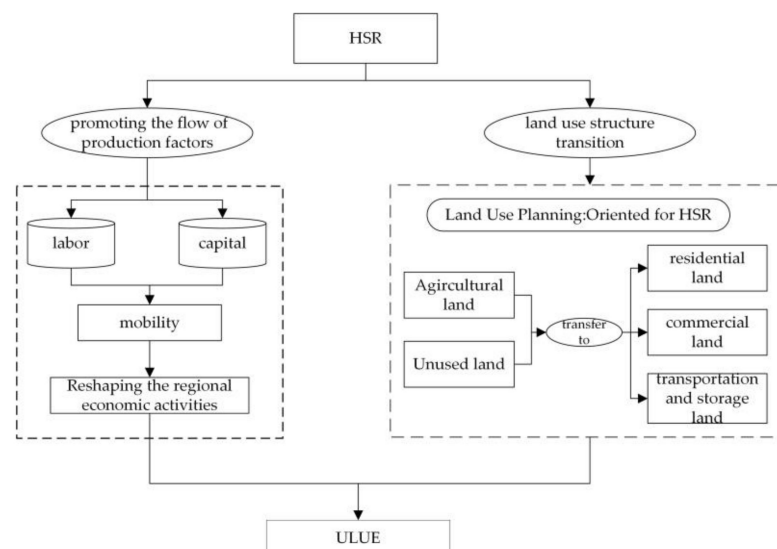 HSR
promoting the flow of
production factors
land use structure
transition
labor
capital
mobility
Reshaping the regional
economic activities
Land Use Planning:Oriented for HSR
Agircultural
land
Unused land
transfer
to
residential
land
commercial
land
transportation
and storage
land
ULUE